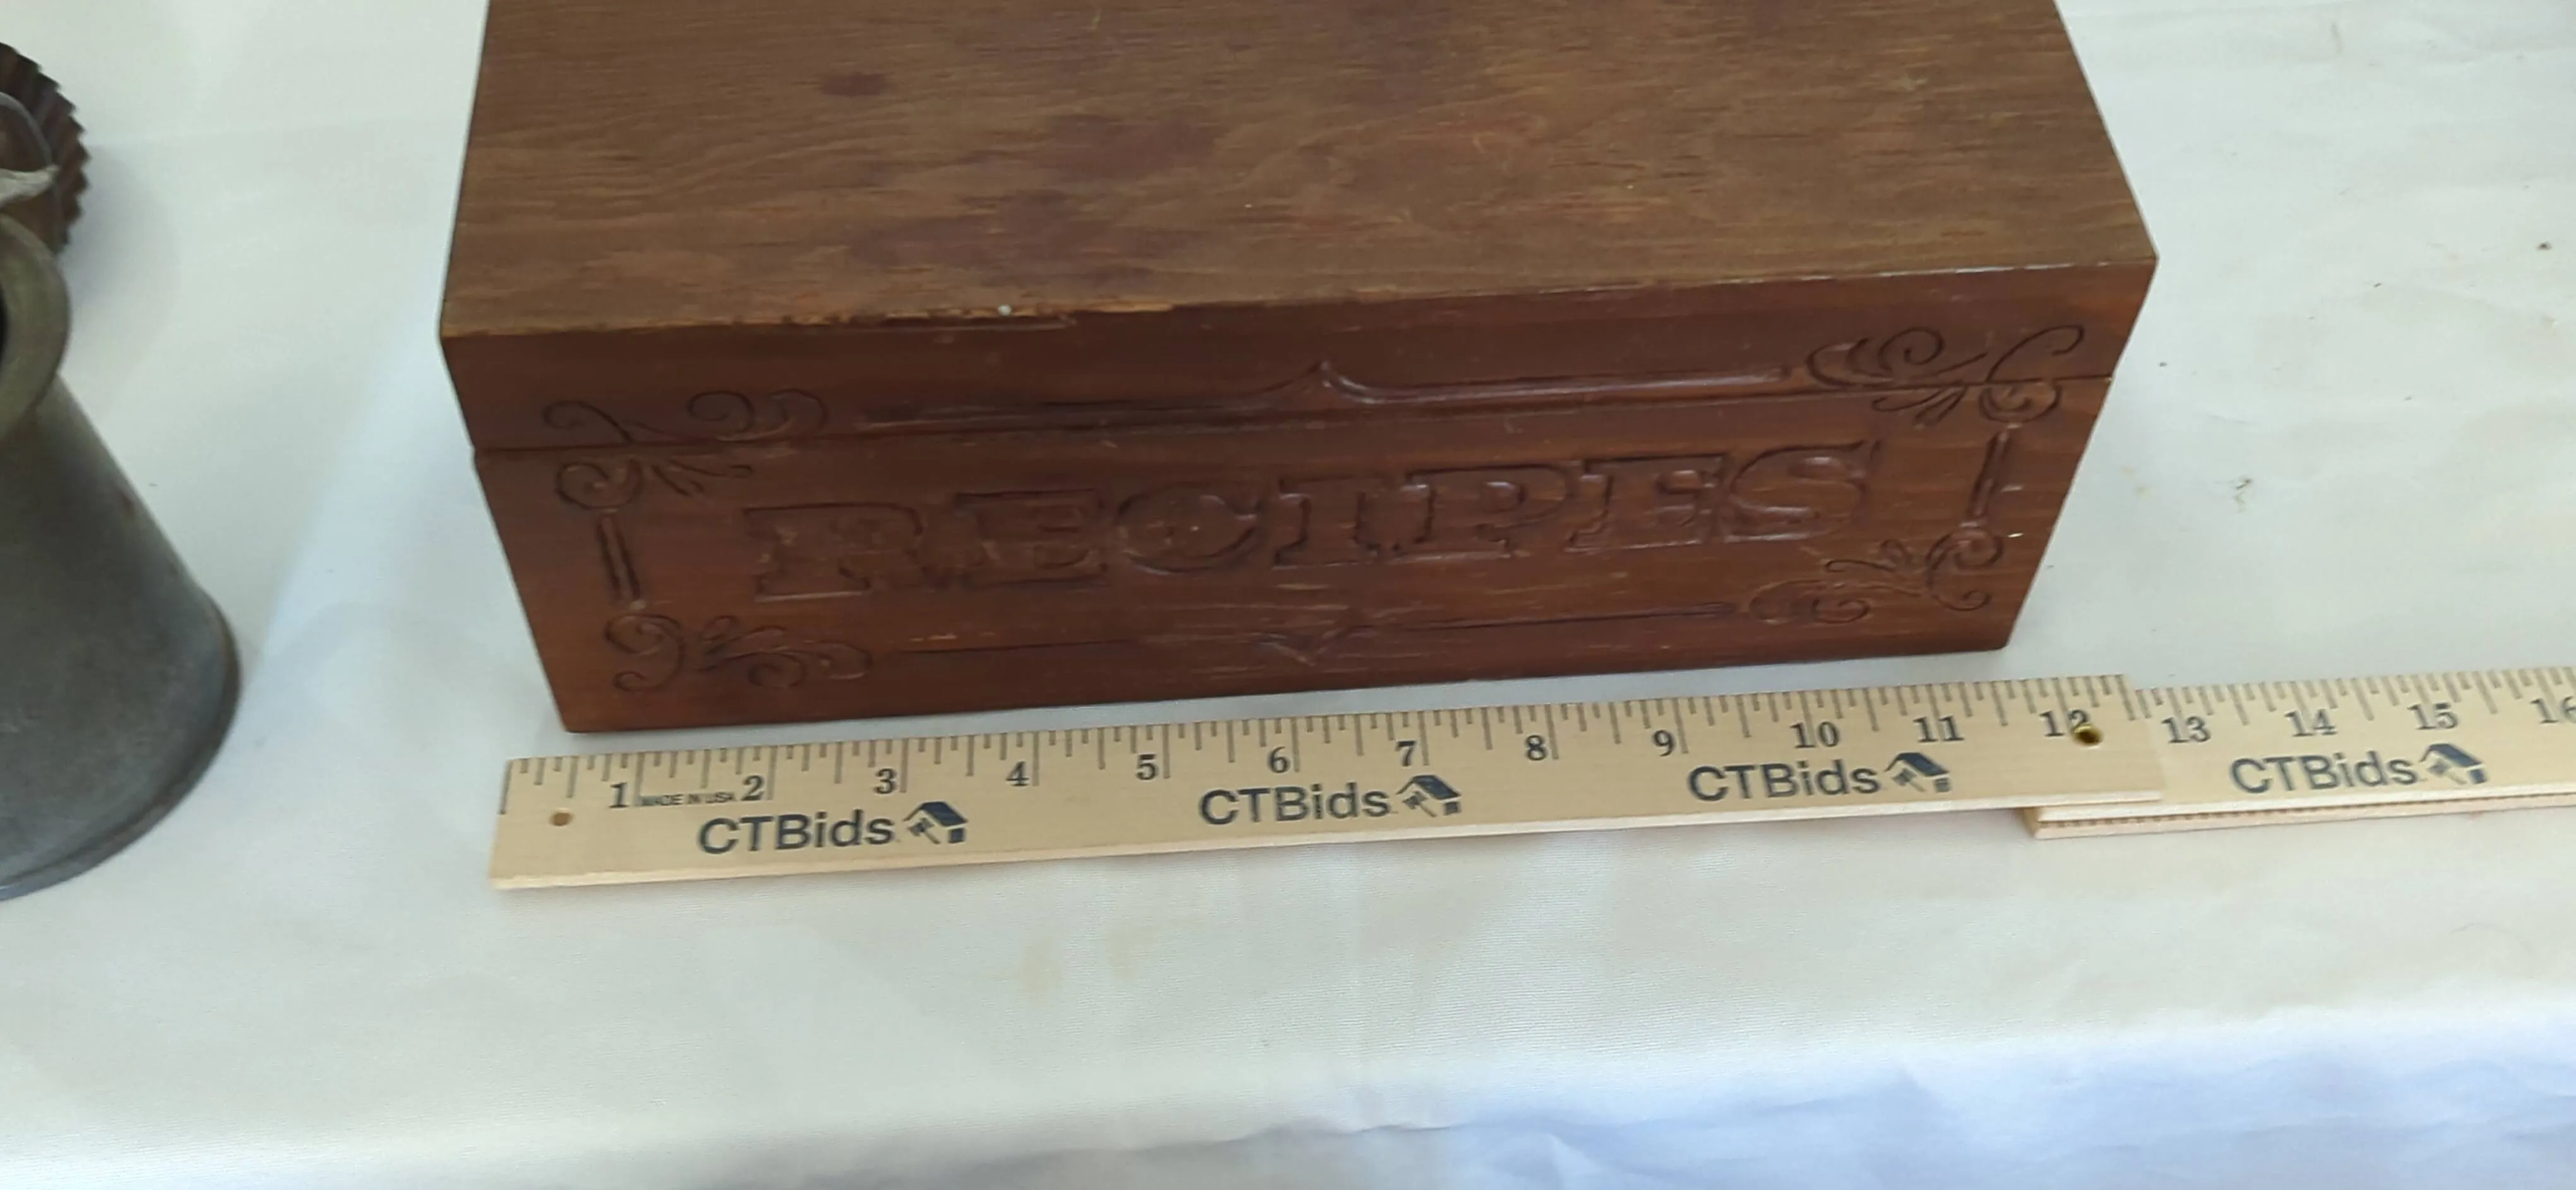 RECIPES
1 MADE IN USA 2 3 4 5 6 7 8 9 10 11 12 13 14 15 16
CTBids CTBids CTBids CTBids